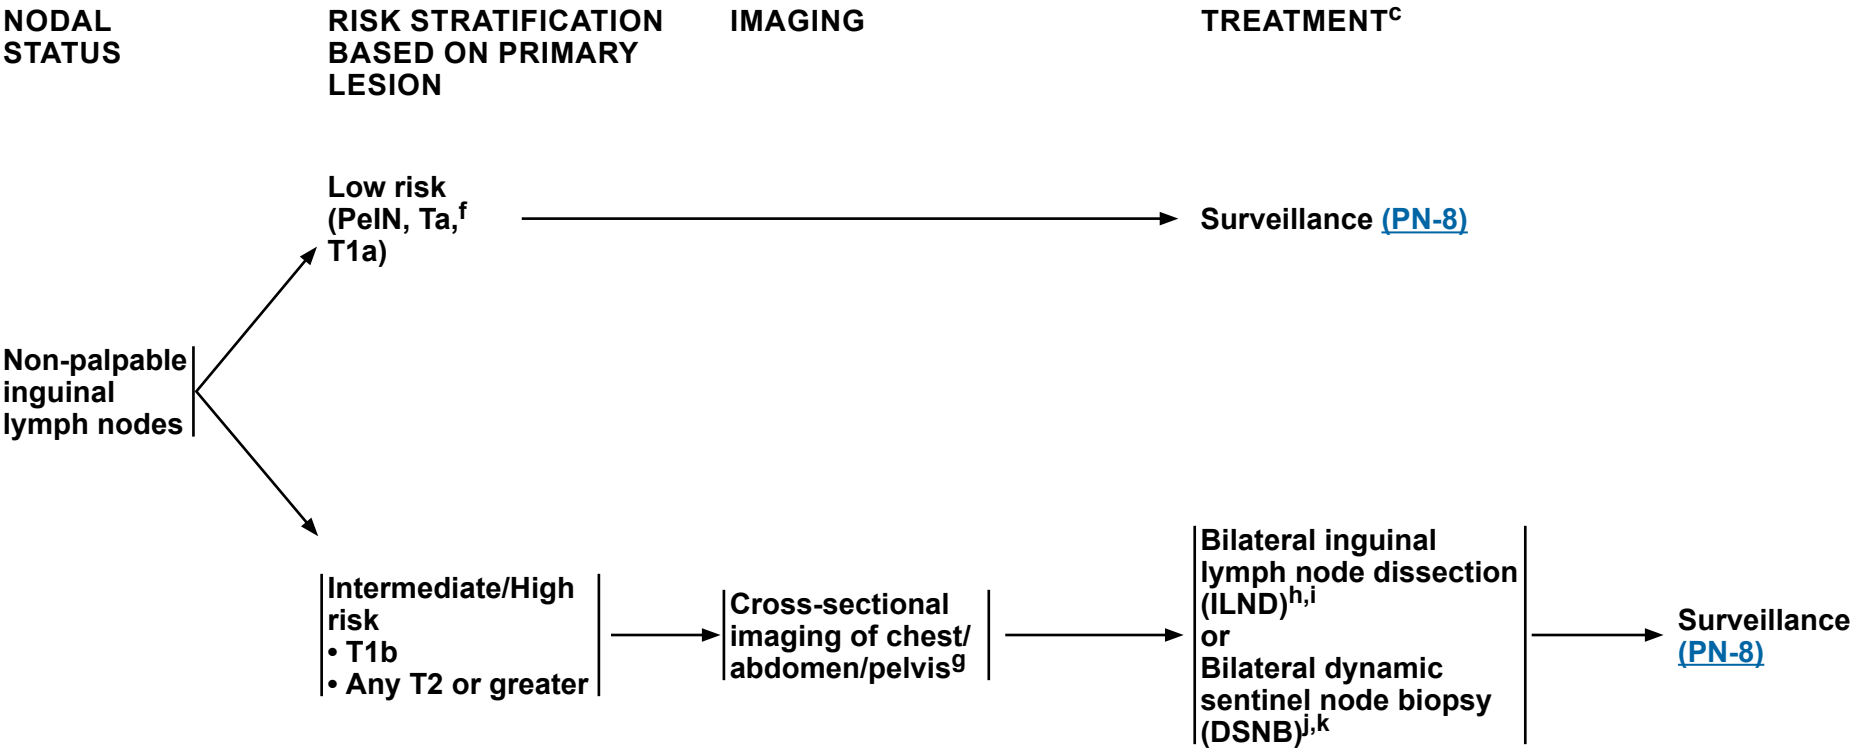 NODAL
STATUS
RISK STRATIFICATION
BASED ON PRIMARY
LESION
IMAGING
TREATMENTc
Low risk
(PeIN, Ta,f
T1a)
Surveillance (PN-8)
Non-palpable
inguinal
lymph nodes
Intermediate/High
risk
• T1b
• Any T2 or greater
Cross-sectional
imaging of chest/
abdomen/pelvisg
Bilateral inguinal
lymph node dissection
(ILND)h,i
or
Bilateral dynamic
sentinel node biopsy
(DSNB)j,k
Surveillance
(PN-8)